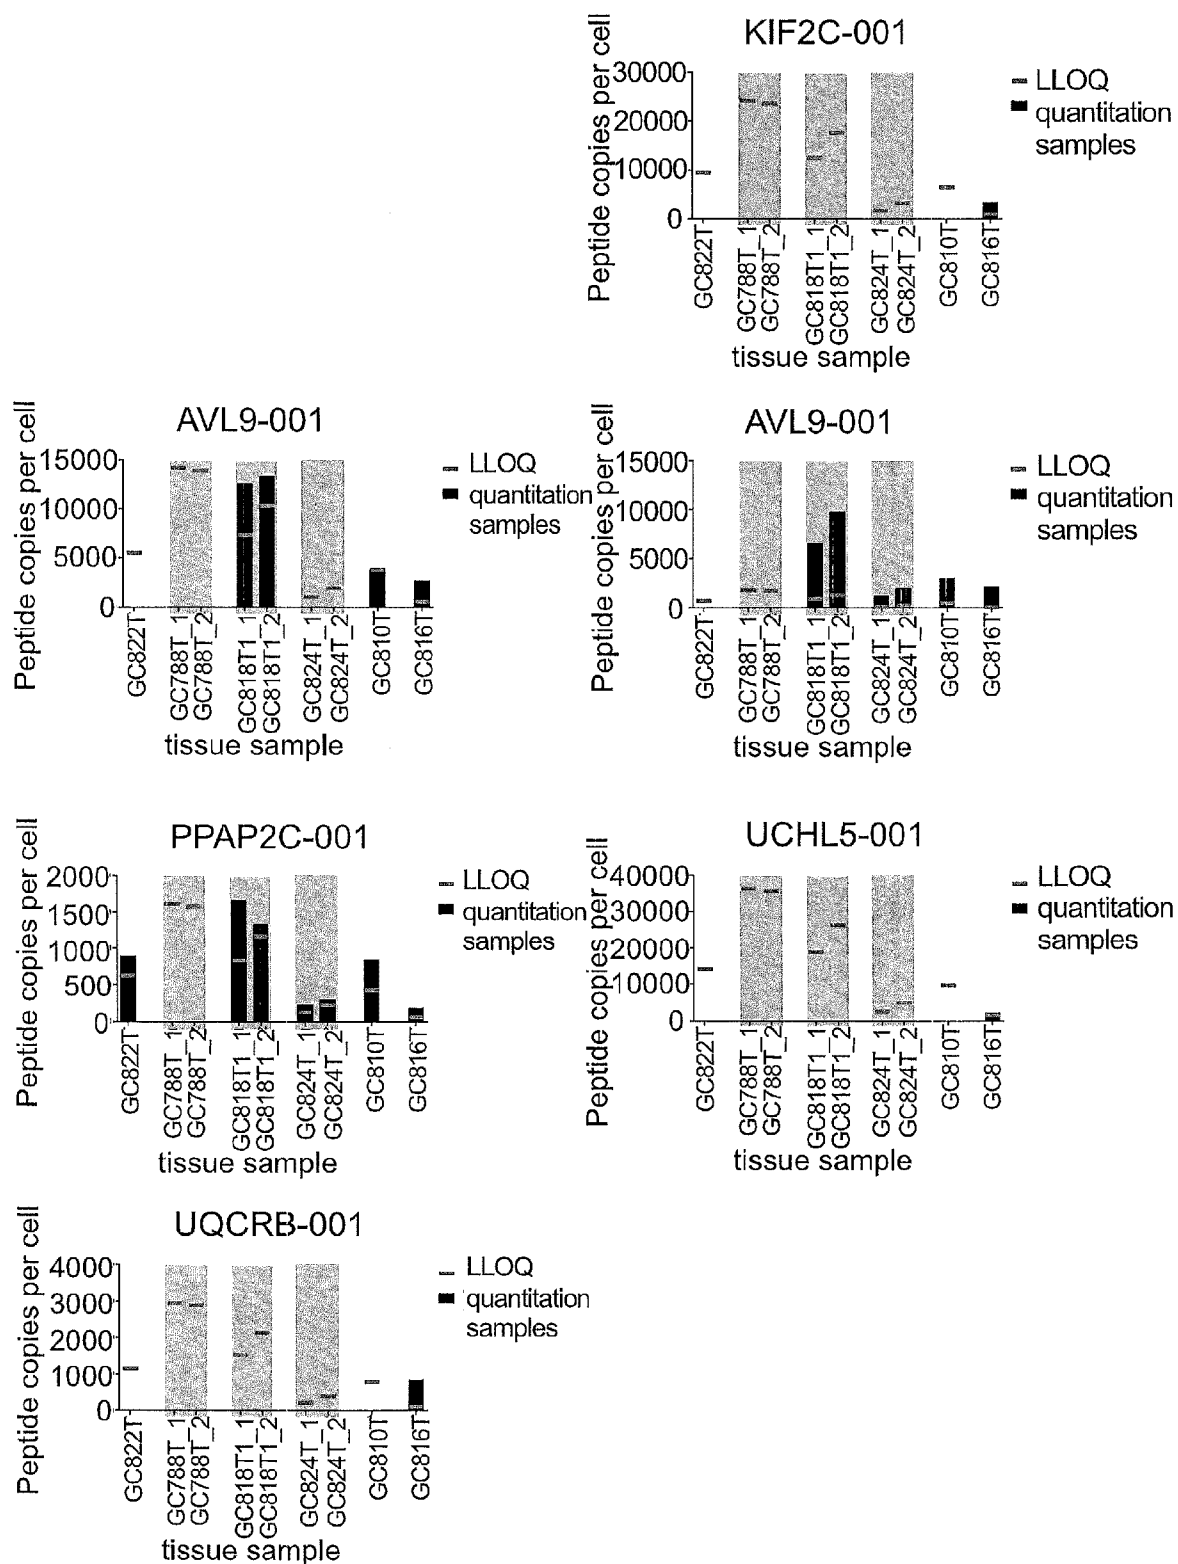 KIF2C-001
Peptide copies per cell
30000
20000
10000
0
LLOQ
quantitation
samples
GC822T
GC788T_1
GC788T_2
GC818T1_1
GC818T1_2
GC824T_1
GC824T_2
GC810T
GC816T
tissue sample
AVL9-001
Peptide copies per cell
15000
10000
5000
0
LLOQ
quantitation
samples
GC822T
GC788T_1
GC788T_2
GC818T1_1
GC818T1_2
GC824T_1
GC824T_2
GC810T
GC816T
tissue sample
AVL9-001
Peptide copies per cell
15000
10000
5000
0
LLOQ
quantitation
samples
GC822T
GC788T_1
GC788T_2
GC818T1_1
GC818T1_2
GC824T_1
GC824T_2
GC810T
GC816T
tissue sample
PPAP2C-001
Peptide copies per cell
2000
1500
1000
500
0
LLOQ
quantitation
samples
GC822T
GC788T_1
GC788T_2
GC818T1_1
GC818T1_2
GC824T_1
GC824T_2
GC810T
GC816T
tissue sample
UCHL5-001
Peptide copies per cell
40000
30000
20000
10000
0
LLOQ
quantitation
samples
GC822T
GC788T_1
GC788T_2
GC818T1_1
GC818T1_2
GC824T_1
GC824T_2
GC810T
GC816T
tissue sample
UQCRB-001
Peptide copies per cell
4000
3000
2000
1000
0
LLOQ
quantitation
samples
GC822T
GC788T_1
GC788T_2
GC818T1_1
GC818T1_2
GC824T_1
GC824T_2
GC810T
GC816T
tissue sample